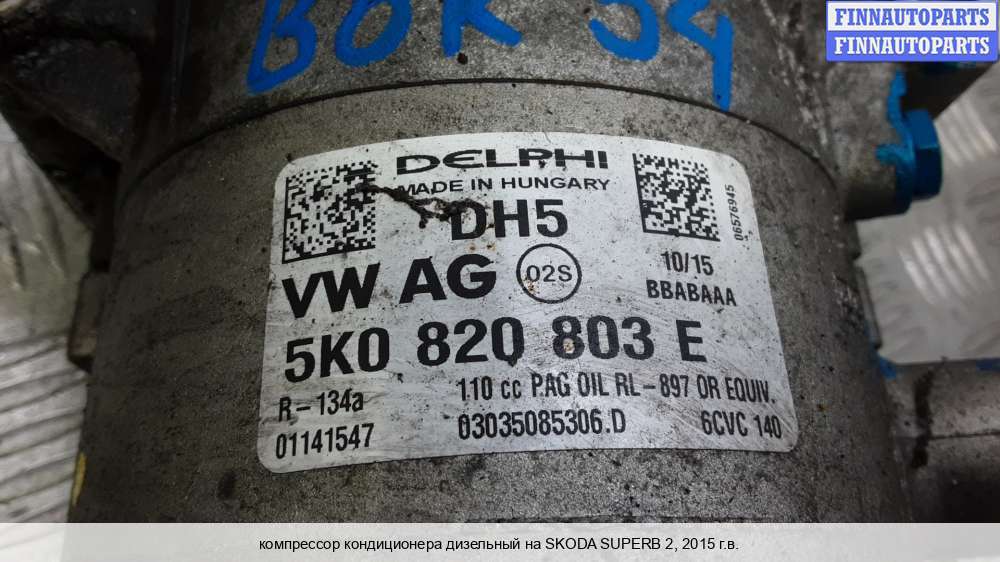 BOK 54
FINNAUTOPARTS
FINNAUTOPARTS
DELPHI
MADE IN HUNGARY
DH5
06576945
VW AG 02S
10/15
BBABAAA
5K0 820 803 E
R-134a
110 cc PAG OIL RL-897 OR EQUIV.
01141547
03035085306.D
6CVC 140
компрессор кондиционера дизельный на SKODA SUPERB 2, 2015 г.в.